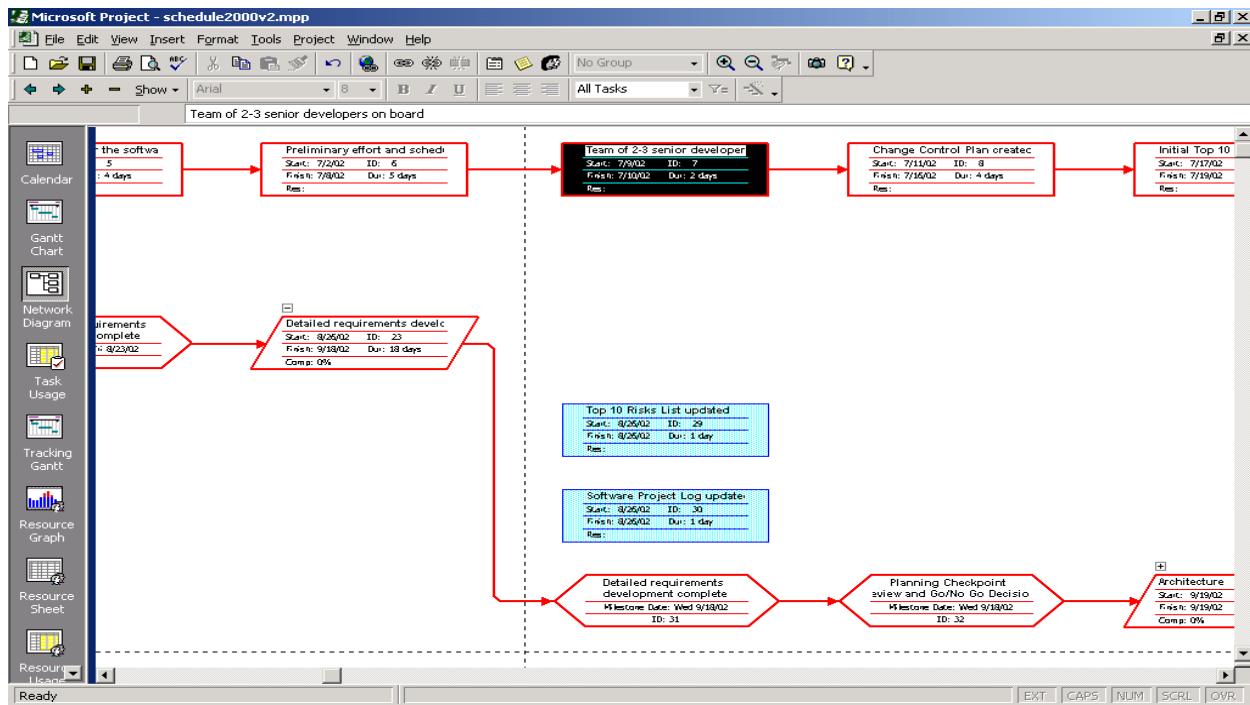 Microsoft Project - schedule2000v2.mpp
File Edit View Insert Format Tools Project Window Help
No Group
Show Arial 8 B I U All Tasks
Team of 2-3 senior developers on board
Calendar
Gantt
Chart
Network
Diagram
Task
Usage
Tracking
Gantt
Resource
Graph
Resource
Sheet
Resource
Usage
the softwa
5
: 4 days
Preliminary effort and sched
Start: 7/2/02 ID: 6
Finish: 7/8/02 Dur: 5 days
Res:
Team of 2-3 senior developer
Start: 7/9/02 ID: 7
Finish: 7/10/02 Dur: 2 days
Res:
Change Control Plan created
Start: 7/11/02 ID: 8
Finish: 7/16/02 Dur: 4 days
Res:
Initial Top 10
Start: 7/17/02
Finish: 7/19/02
Res:
uirements
omplete
8/23/02
Detailed requirements develo
Start: 8/26/02 ID: 23
Finish: 9/18/02 Dur: 18 days
Comp: 0%
Top 10 Risks List updated
Start: 8/26/02 ID: 29
Finish: 8/26/02 Dur: 1 day
Res:
Software Project Log update
Start: 8/26/02 ID: 30
Finish: 8/26/02 Dur: 1 day
Res:
Detailed requirements
development complete
Milestone Date: Wed 9/18/02
ID: 31
Planning Checkpoint
eview and Go/No Go Decisio
Milestone Date: Wed 9/18/02
ID: 32
Architecture
Start: 9/19/02
Finish: 9/19/02
Comp: 0%
Ready
EXT CAPS NUM SCRL OVR